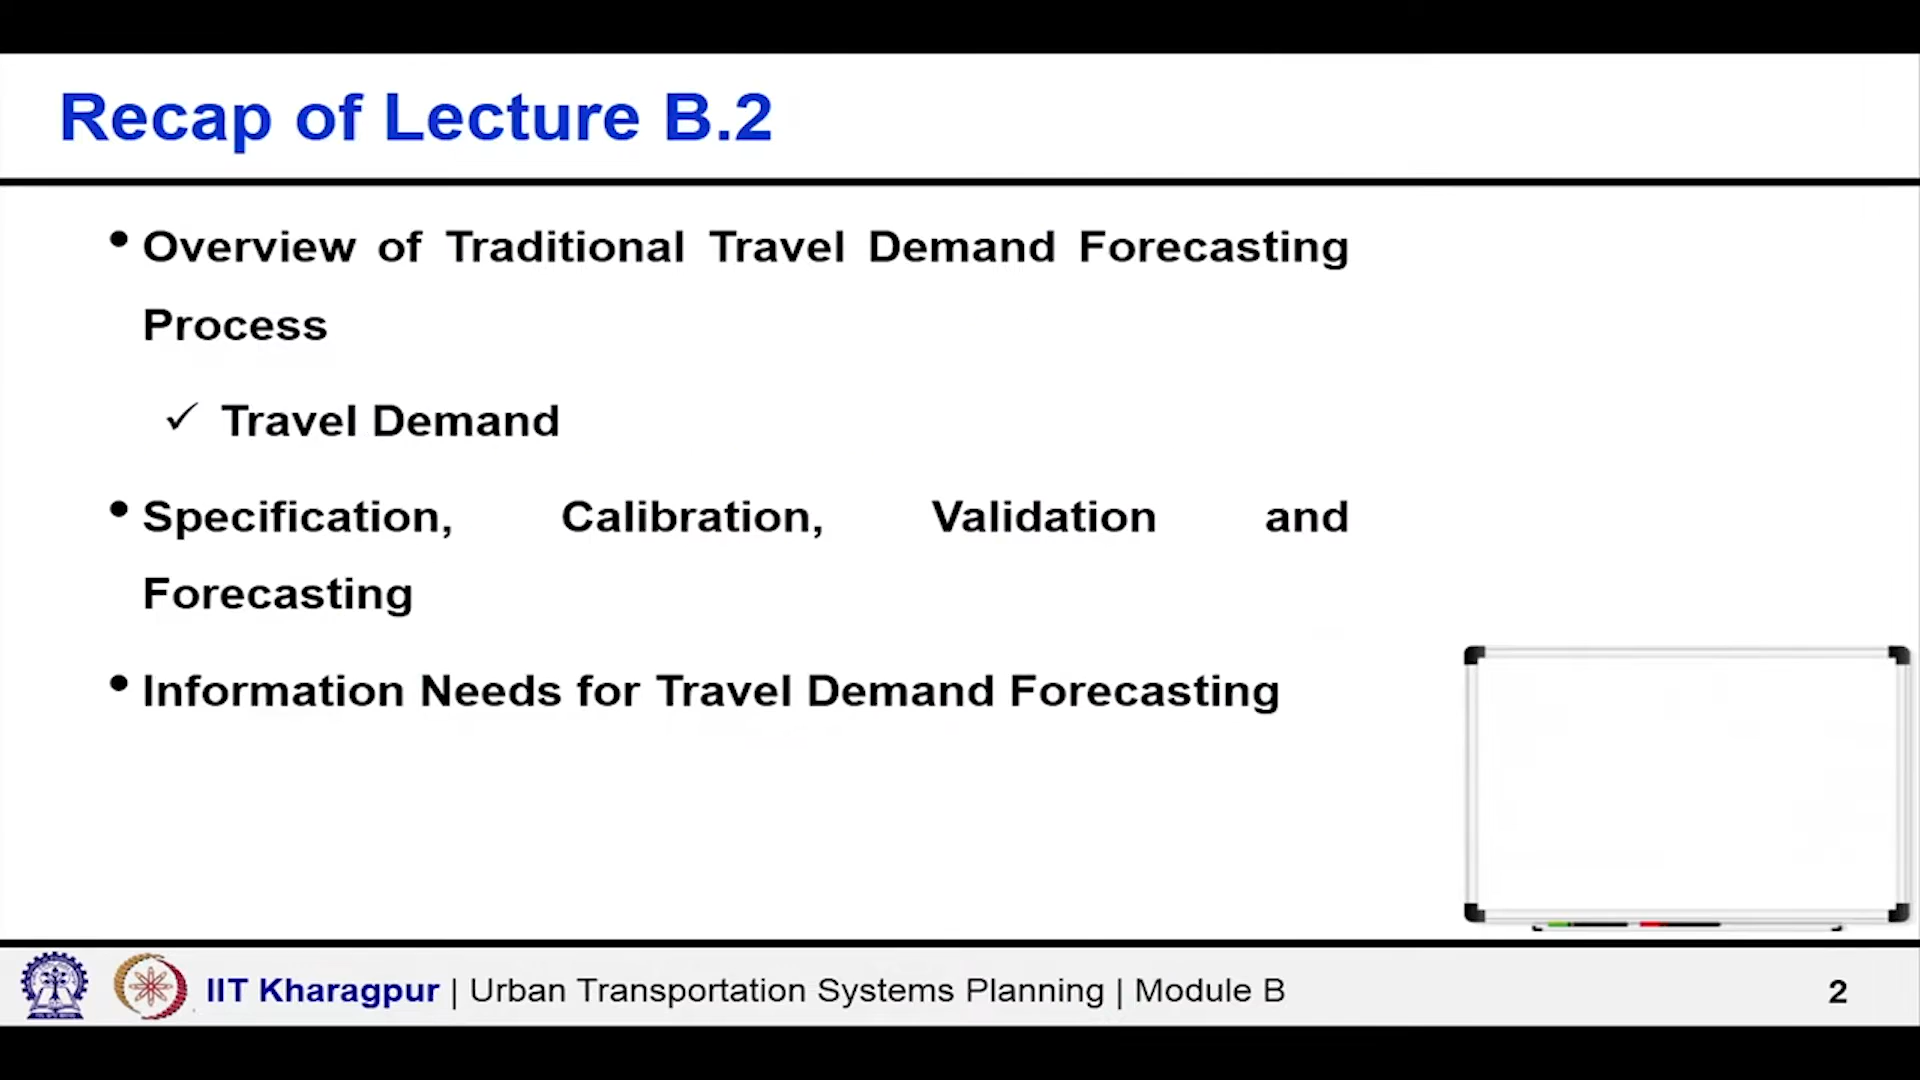 Recap of Lecture B.2
• Overview of Traditional Travel Demand Forecasting
Process
✓ Travel Demand
• Specification, Calibration, Validation and
Forecasting
• Information Needs for Travel Demand Forecasting
IIT Kharagpur | Urban Transportation Systems Planning | Module B
2